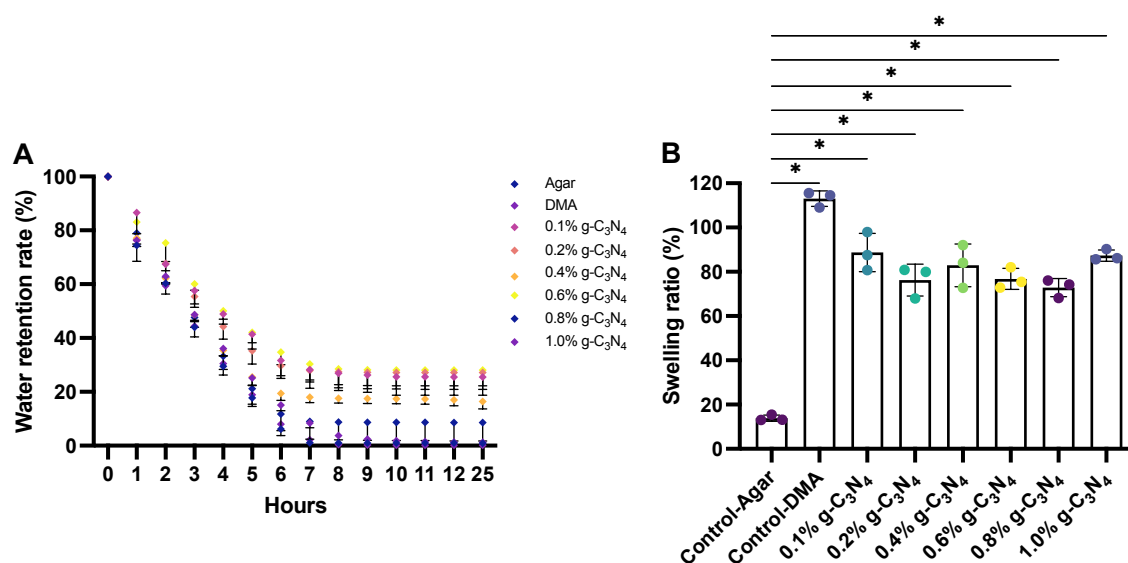 A
Water retention rate (%)
100
80
60
40
20
0
0 1 2 3 4 5 6 7 8 9 10 11 12 25
Hours
Agar
DMA
0.1% g-C₃N₄
0.2% g-C₃N₄
0.4% g-C₃N₄
0.6% g-C₃N₄
0.8% g-C₃N₄
1.0% g-C₃N₄
B
*
*
*
*
*
*
*
Swelling ratio (%)
120
100
80
60
40
20
0
Control-Agar
Control-DMA
0.1% g-C₃N₄
0.2% g-C₃N₄
0.4% g-C₃N₄
0.6% g-C₃N₄
0.8% g-C₃N₄
1.0% g-C₃N₄